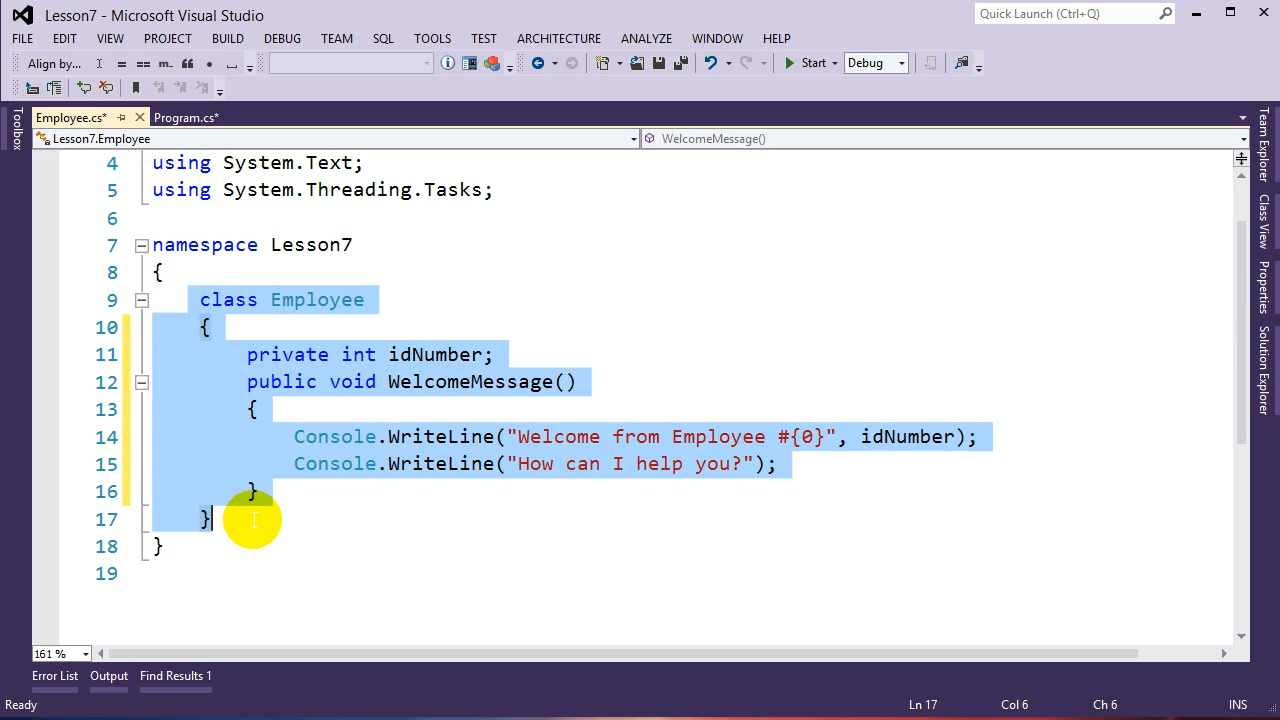 Lesson7 - Microsoft Visual Studio
Quick Launch (Ctrl+Q)
FILE EDIT VIEW PROJECT BUILD DEBUG TEAM SQL TOOLS TEST ARCHITECTURE ANALYZE WINDOW HELP
Align by... = == m. “ • Start Debug
Employee.cs* Program.cs*
Lesson7.Employee WelcomeMessage()
Toolbox
4 using System.Text;
5 using System.Threading.Tasks;
6
7 namespace Lesson7
8 {
9 class Employee
10 {
11 private int idNumber;
12 public void WelcomeMessage()
13 {
14 Console.WriteLine("Welcome from Employee #{0}", idNumber);
15 Console.WriteLine("How can I help you?");
16 }
17 }
18 }
19
Team Explorer
Class View
Properties
Solution Explorer
161 %
Error List Output Find Results 1
Ready Ln 17 Col 6 Ch 6 INS